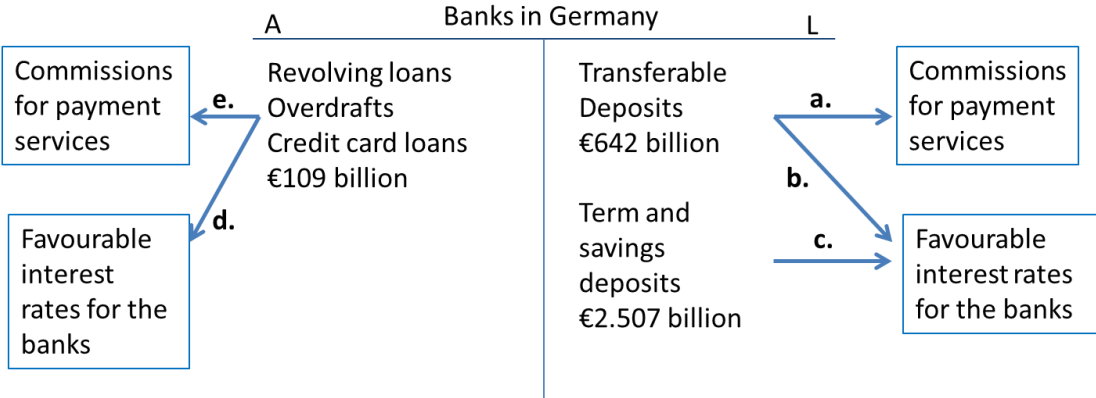 Banks in Germany
A
L
Commissions
for payment
services
e.
d.
Favourable
interest
rates for the
banks
Revolving loans
Overdrafts
Credit card loans
€109 billion
Transferable
Deposits
€642 billion
Term and
savings
deposits
€2.507 billion
a.
b.
c.
Commissions
for payment
services
Favourable
interest rates
for the banks